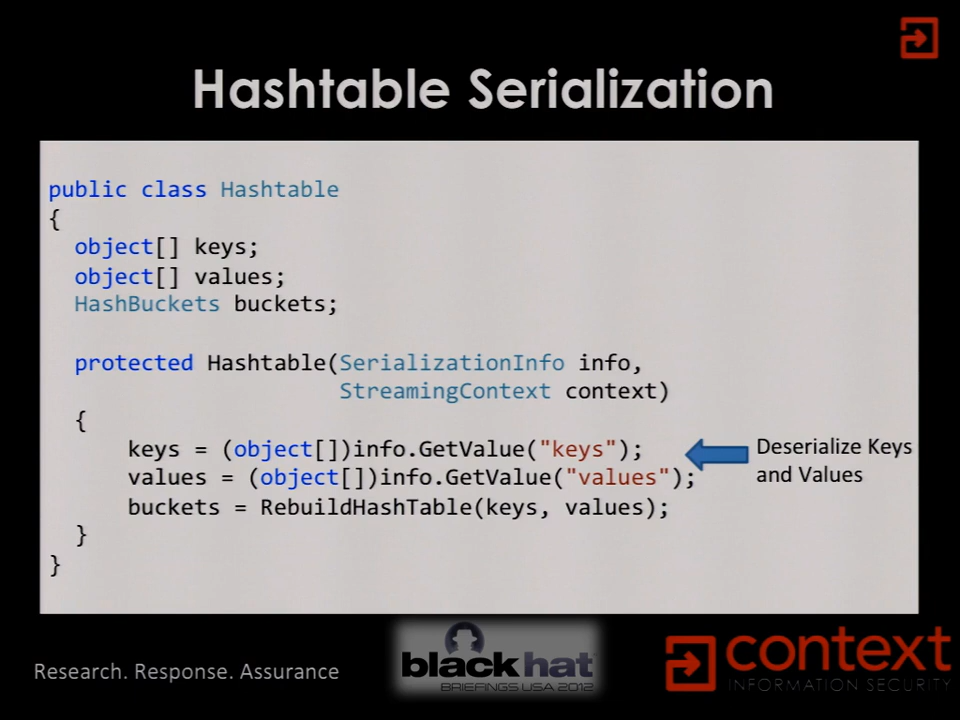 Hashtable Serialization
public class Hashtable
{
  object[] keys;
  object[] values;
  HashBuckets buckets;
  protected Hashtable(SerializationInfo info,
                      StreamingContext context)
  {
      keys = (object[])info.GetValue("keys");
      values = (object[])info.GetValue("values");
      buckets = RebuildHashTable(keys, values);
  }
}
Deserialize Keys
and Values
Research. Response. Assurance
black hat
BRIEFINGS USA 2012
context
INFORMATION SECURITY